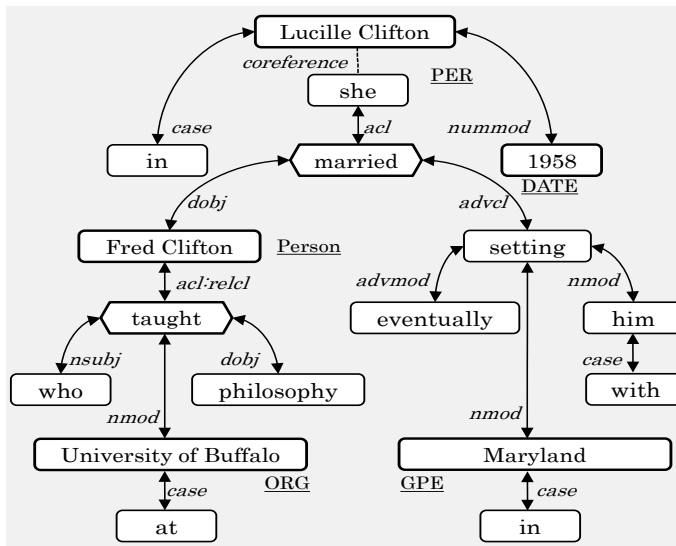 Lucille Clifton
coreference
PER
she
case
acl
nummod
in
married
1958
DATE
dobj
advcl
Fred Clifton
Person
setting
acl:relcl
advmod
nmod
taught
eventually
him
nsubj
dobj
case
who
philosophy
with
nmod
nmod
University of Buffalo
Maryland
case
ORG
GPE
case
at
in